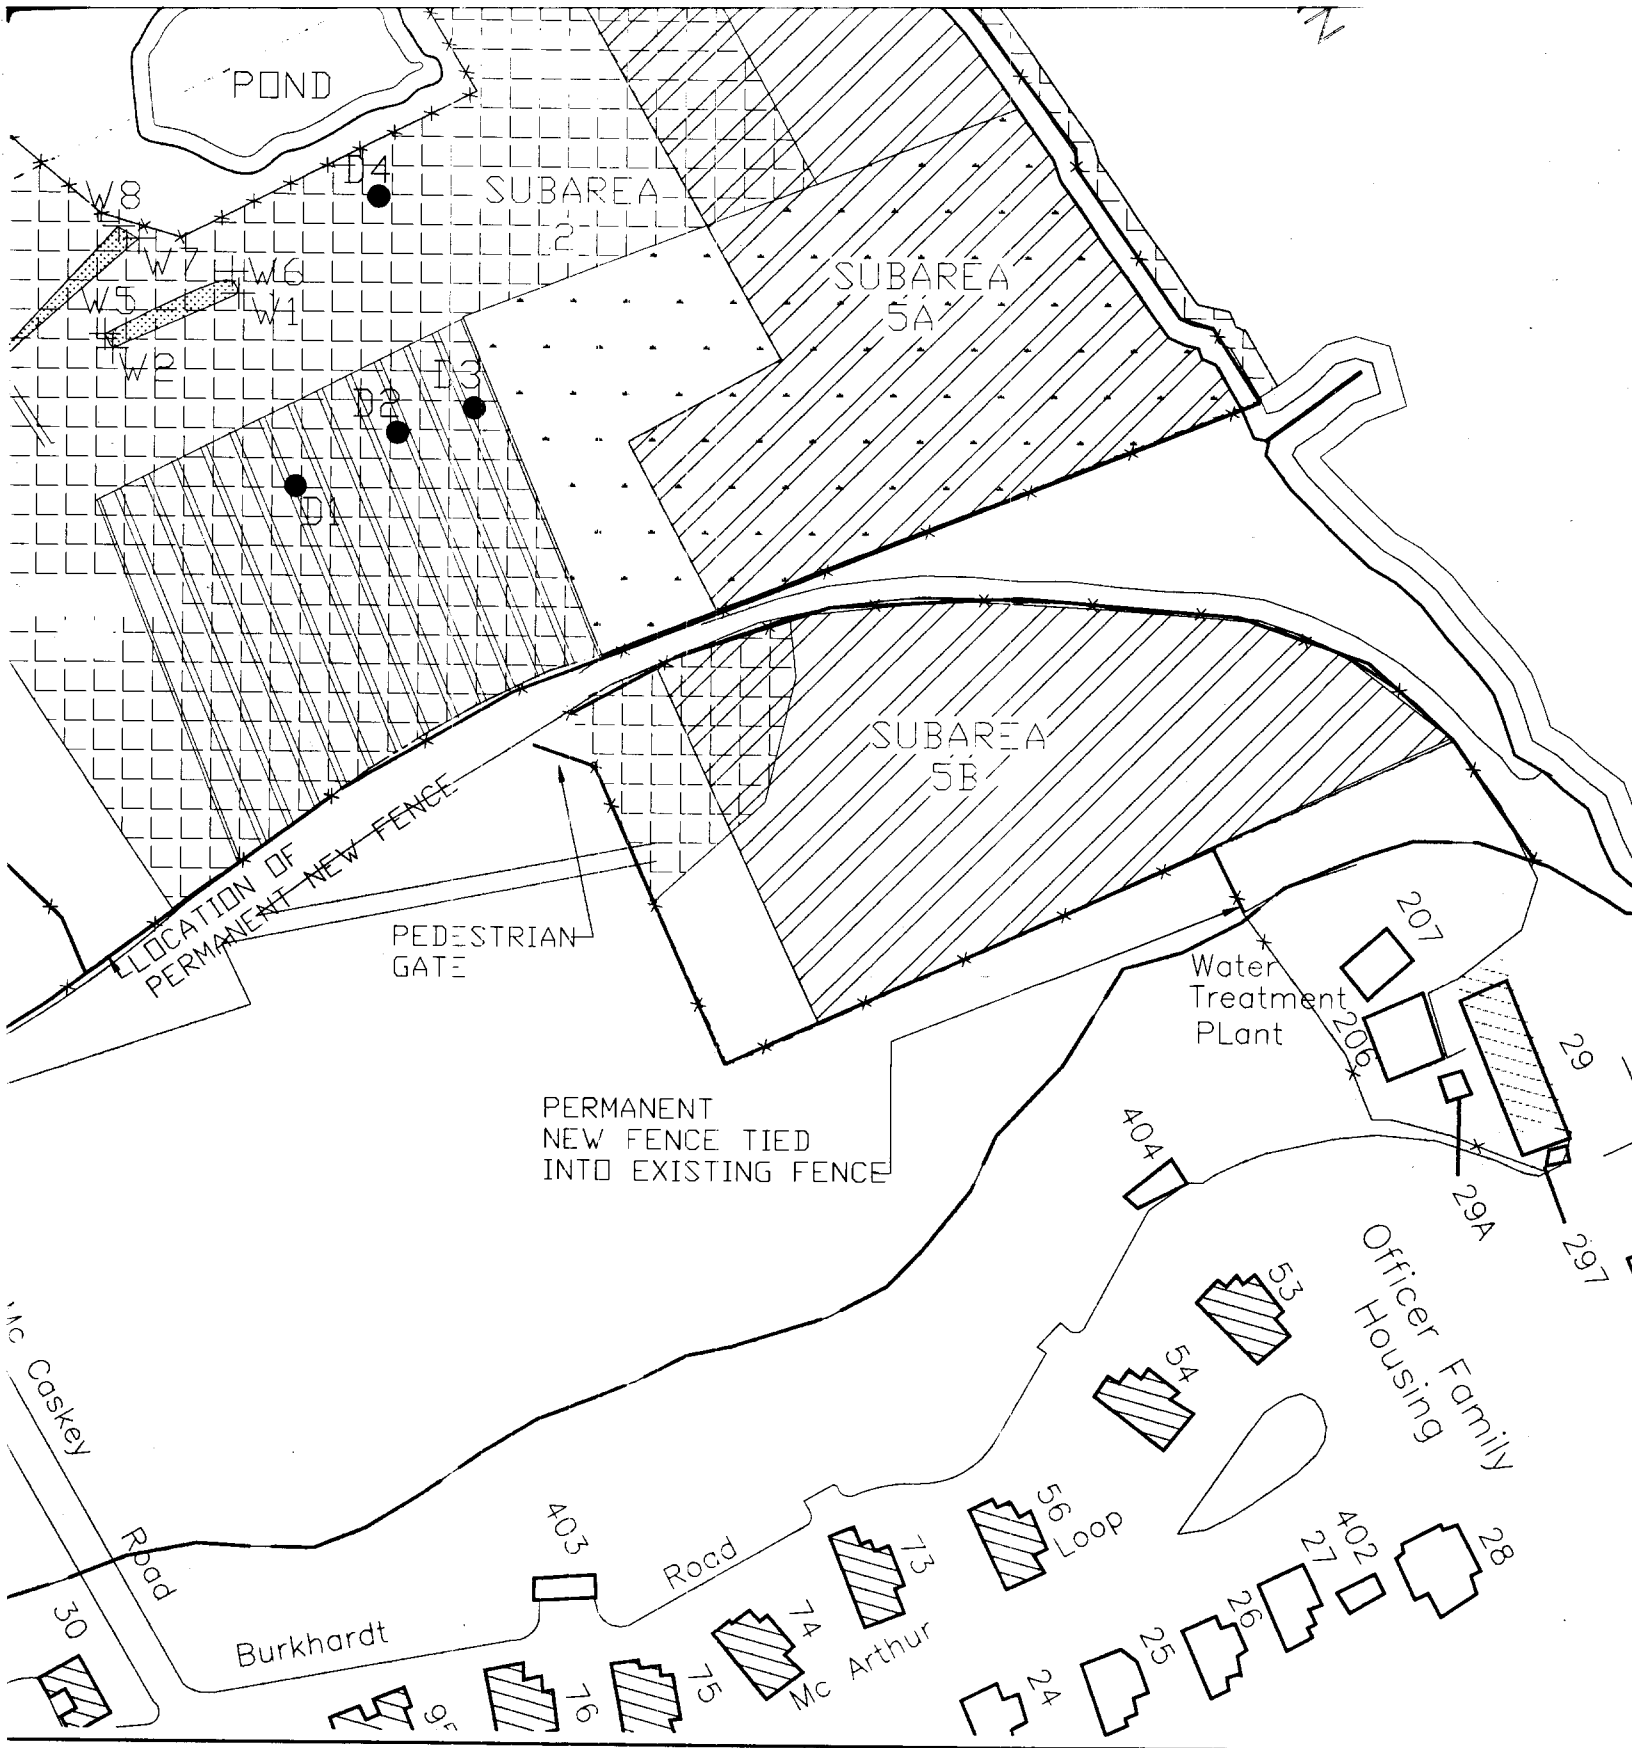 N
POND
D4
SUBAREA
2
W8
W7
W6
W5
W1
W2
SUBAREA
5A
D3
D2
D1
SUBAREA
5B
LOCATION OF
PERMANENT NEW FENCE
PEDESTRIAN
GATE
207
Water
Treatment
PLant
206
29
PERMANENT
NEW FENCE TIED
INTO EXISTING FENCE
404
29A
297
Officer Family
Housing
53
54
Mc Caskey
Road
56
Loop
403
Road
73
27
402
28
26
30
Burkhardt
74
Mc Arthur
25
24
75
76